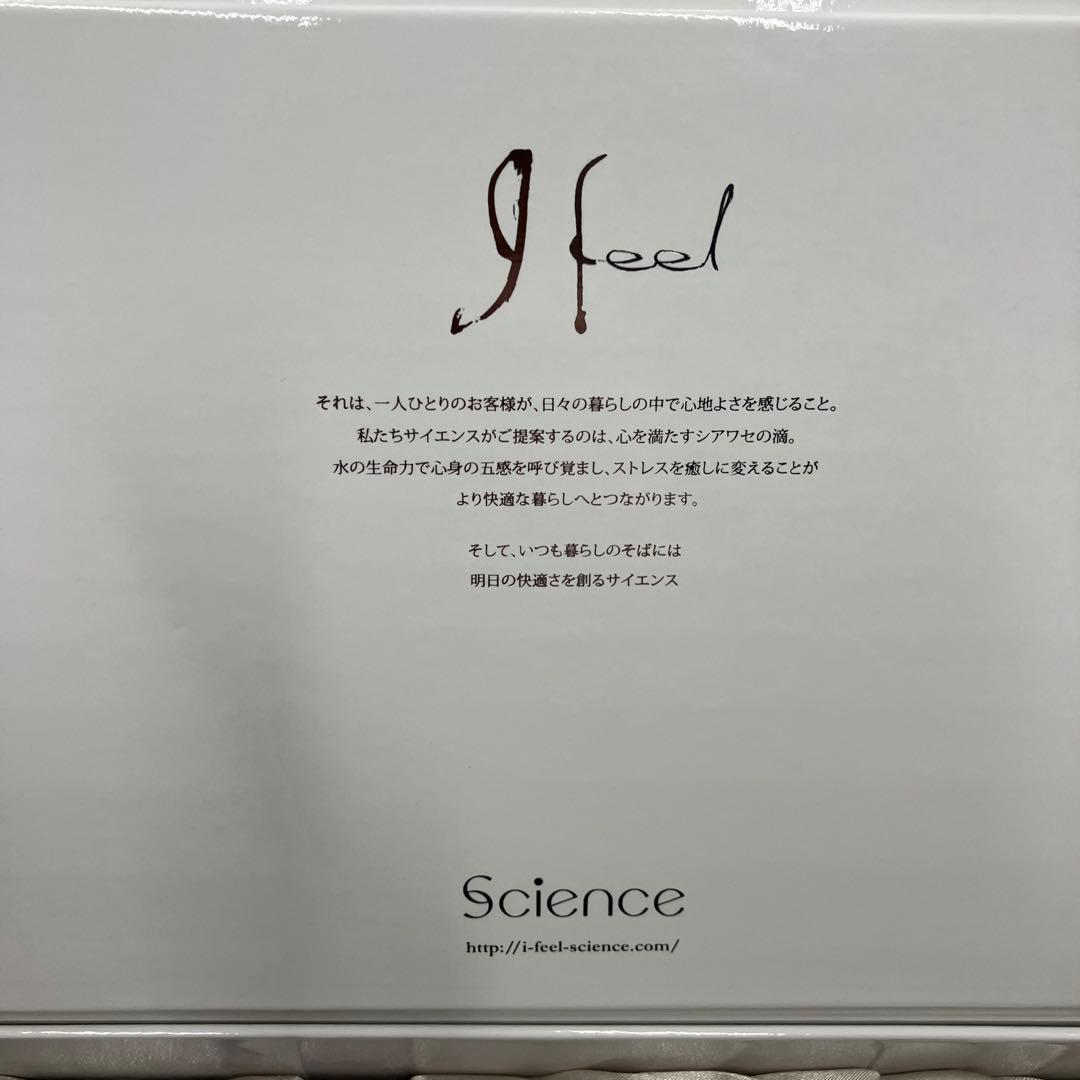 I feel
それは、一人ひとりのお客様が、日々の暮らしの中で心地よさを感じること。
私たちサイエンスがご提案するのは、心を満たすシアワセの滴。
水の生命力で心身の五感を呼び覚まし、ストレスを癒しに変えることが
より快適な暮らしへとつながります。
そして、いつも暮らしのそばには
明日の快適さを創るサイエンス
Science
http://i-feel-science.com/